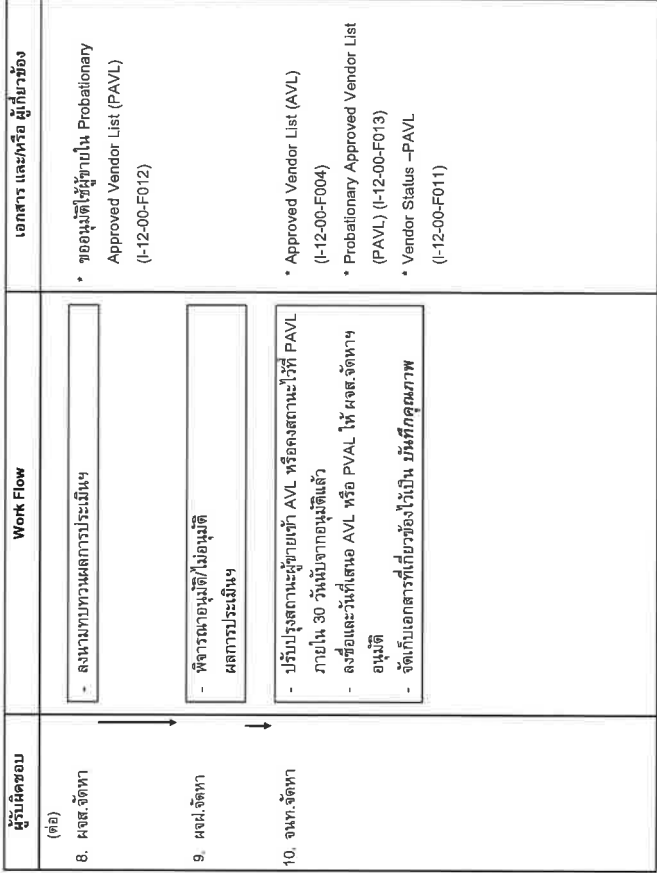 ผู้รับผิดชอบ
Work Flow
เอกสาร และ/หรือ ผู้เกี่ยวข้อง
(ต่อ)
8. ผจส.จัดหา
- ลงนามทบทวนผลการประเมินฯ
* ขออนุมัติใช้ผู้ขายใน Probationary
Approved Vendor List (PAVL)
(I-12-00-F012)
9. ผจฝ.จัดหา
- พิจารณาอนุมัติ/ไม่อนุมัติ
ผลการประเมินฯ
10. จนท.จัดหา
- ปรับปรุงสถานะผู้ขายเข้า AVL หรือคงสถานะไว้ที่ PAVL
ภายใน 30 วันนับจากอนุมัติแล้ว
- ลงชื่อและวันที่เสนอ AVL หรือ PVAL ให้ ผจส.จัดหาฯ
อนุมัติ
- จัดเก็บเอกสารที่เกี่ยวข้องไว้เป็น บันทึกคุณภาพ
* Approved Vendor List (AVL)
(I-12-00-F004)
* Probationary Approved Vendor List
(PAVL) (I-12-00-F013)
* Vendor Status –PAVL
(I-12-00-F011)